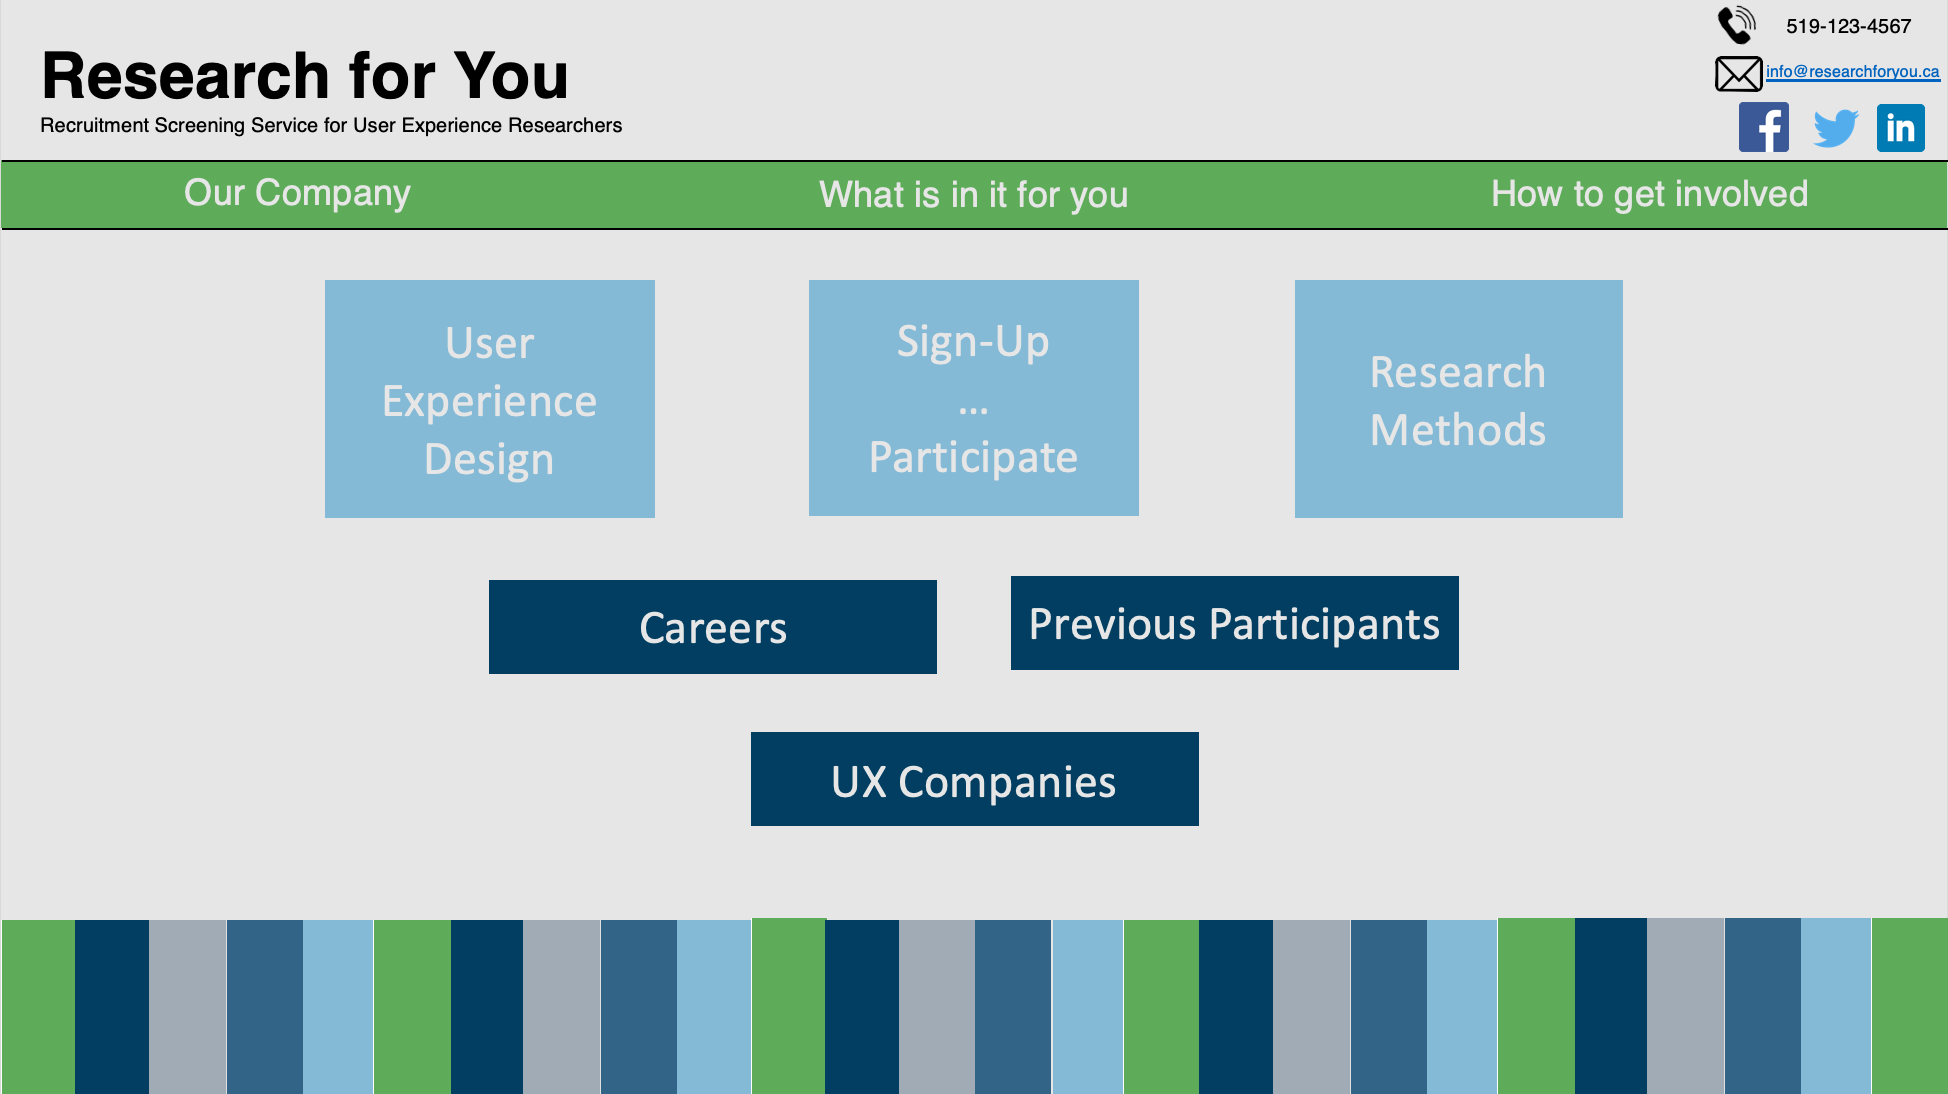 519-123-4567
Research for You
info@researchforyou.ca
Recruitment Screening Service for User Experience Researchers
f
in
Our Company
What is in it for you
How to get involved
User
Experience
Design
Sign-Up
...
Participate
Research
Methods
Careers
Previous Participants
UX Companies